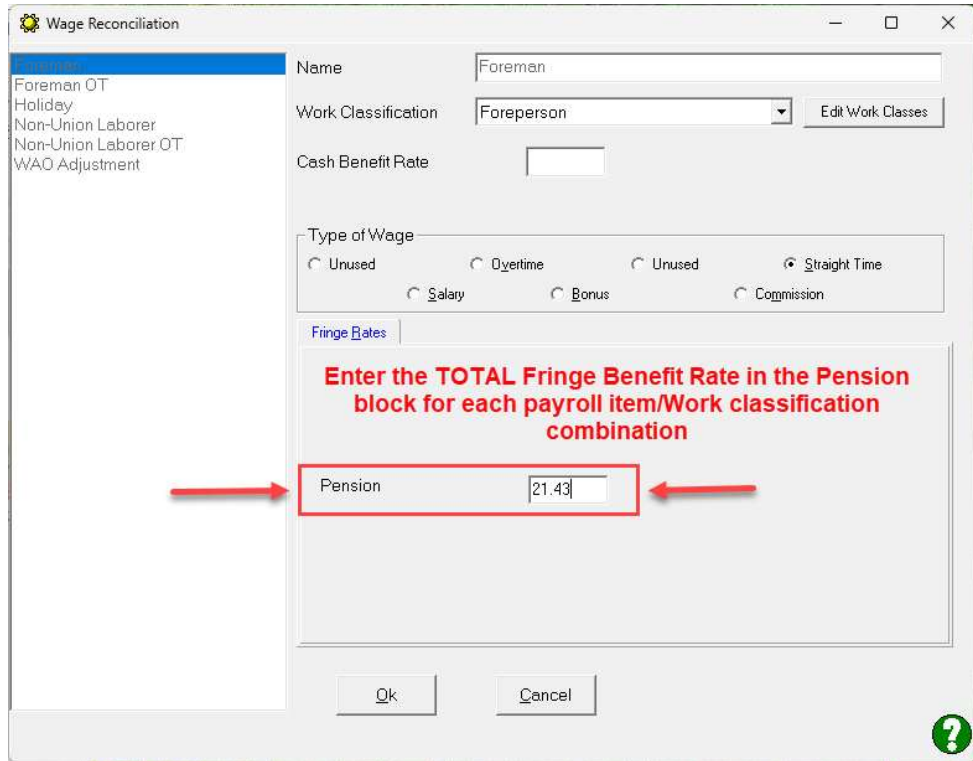 Wage Reconciliation
Foreman
Foreman OT
Holiday
Non-Union Laborer
Non-Union Laborer OT
WAO Adjustment
Name
Foreman
Work Classification
Foreperson
Edit Work Classes
Cash Benefit Rate
Type of Wage
Unused
Overtime
Unused
Straight Time
Salary
Bonus
Commission
Fringe Rates
Enter the TOTAL Fringe Benefit Rate in the Pension
block for each payroll item/Work classification
combination
Pension
21.43
Ok
Cancel
?